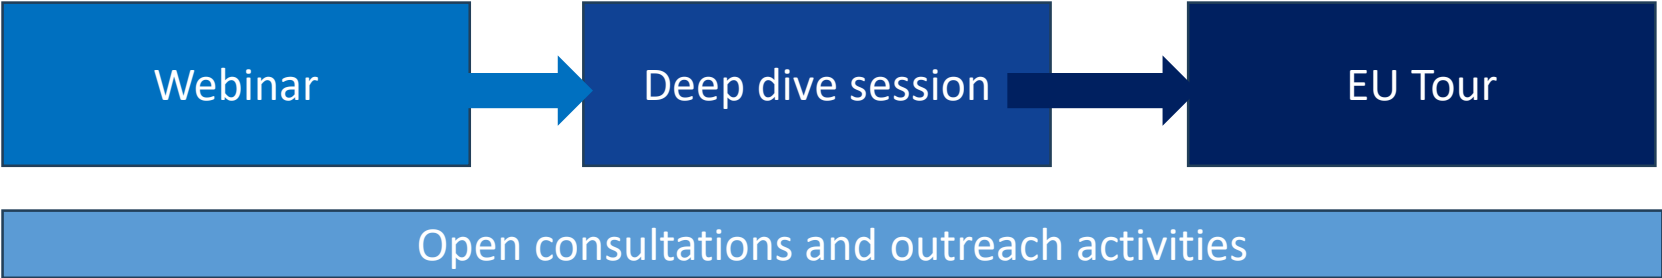 Webinar
Deep dive session
EU Tour
Open consultations and outreach activities